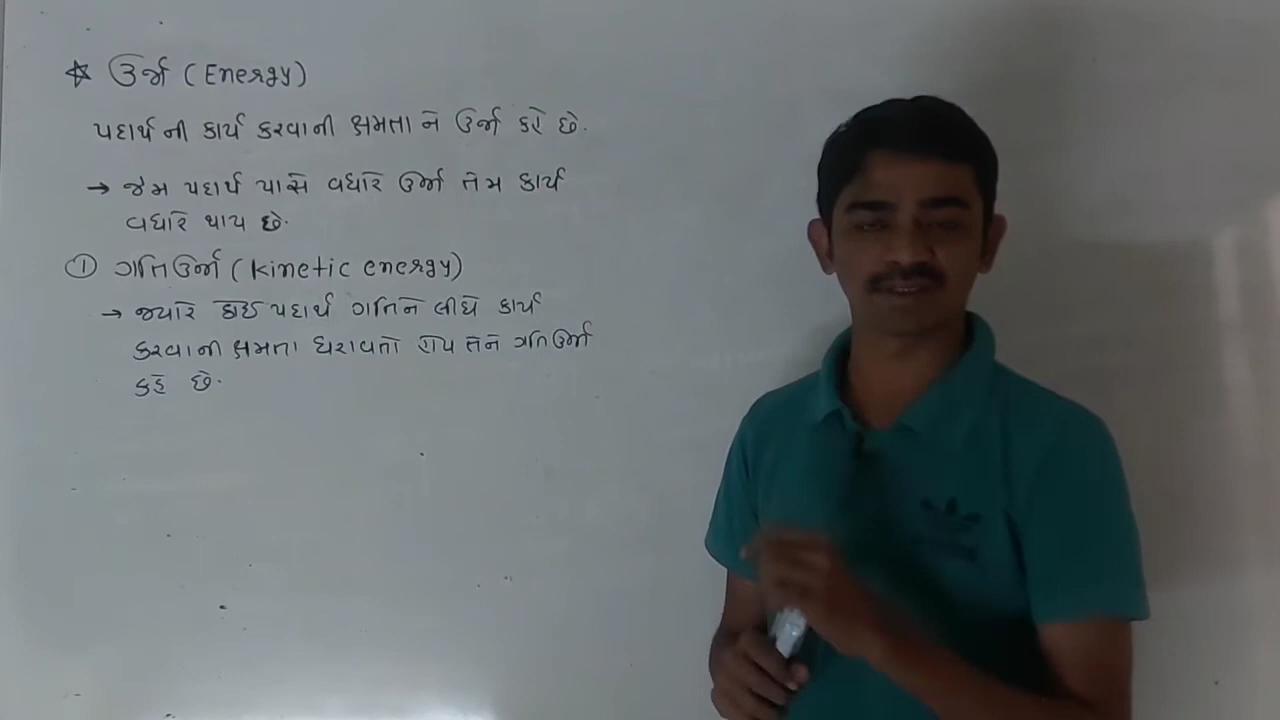 ☆ ઉર્જા (Energy)
પદાર્થ ની કાર્ય કરવાની ક્ષમતા ને ઉર્જા કહે છે.
→ જેમ પદાર્થ પાસે વધારે ઉર્જા તેમ કાર્ય
વધારે થાય છે.
① ગતિઉર્જા (Kinetic energy)
→ જ્યારે કોઈ પદાર્થ ગતિને લીધે કાર્ય
કરવાની ક્ષમતા ધરાવતો હોય તેને ગતિઉર્જા
કહે છે.